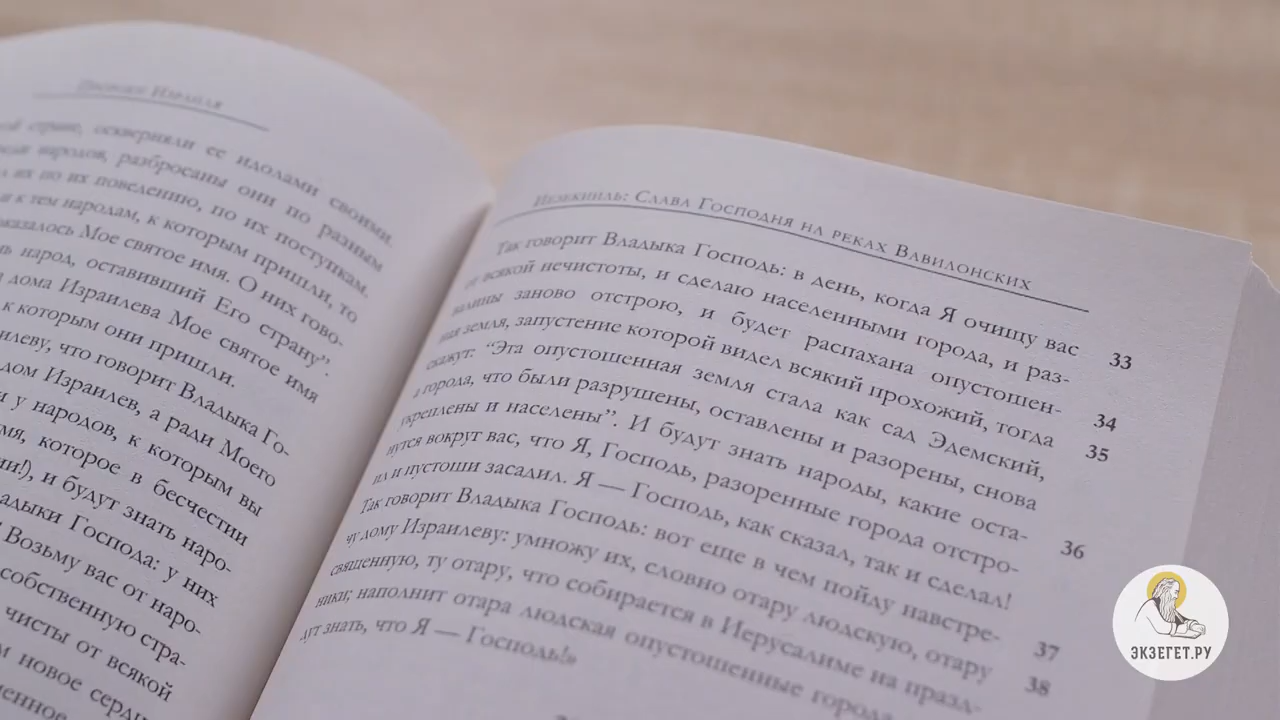 Пророки Израиля
стране, оскверняли ее идолами своими.
народов, разбросаны они по разным
их по их поведению, по их поступкам.
и к тем народам, к которым пришли, то
оказалось Мое святое имя. О них гово-
народ, оставивший Его страну”.
дома Израилева Мое святое имя
к которым они пришли.
что говорит Владыка Го-
дом Израилев, а ради Моего
и у народов, к которым вы
которое в бесчестии
и будут знать наро-
Господа: у них
Возьму вас от наро-
собственную стра-
чисты от всякой
новое
Иезекииль: Слава Господня на реках Вавилонских
Так говорит Владыка Господь: в день, когда Я очищу вас 33
от всякой нечистоты, и сделаю населенными города, и раз-
валины заново отстрою, и будет распахана опустошен- 34
ная земля, запустение которой видел всякий прохожий, тогда 35
скажут: “Эта опустошенная земля стала как сад Эдемский,
а города, что были разрушены, оставлены и разорены, снова
укреплены и населены”. И будут знать народы, какие оста- 36
нутся вокруг вас, что Я, Господь, разоренные города отстро-
ил и пустоши засадил. Я — Господь, как сказал, так и сделал!
Так говорит Владыка Господь: вот еще в чем пойду навстре- 37
чу дому Израилеву: умножу их, словно отару людскую, отару 38
священную, ту отару, что собирается в Иерусалиме на празд-
ники; наполнит отара людская опустошенные города
знать, что Я — Господь!»
ЭКЗЕГЕТ.РУ